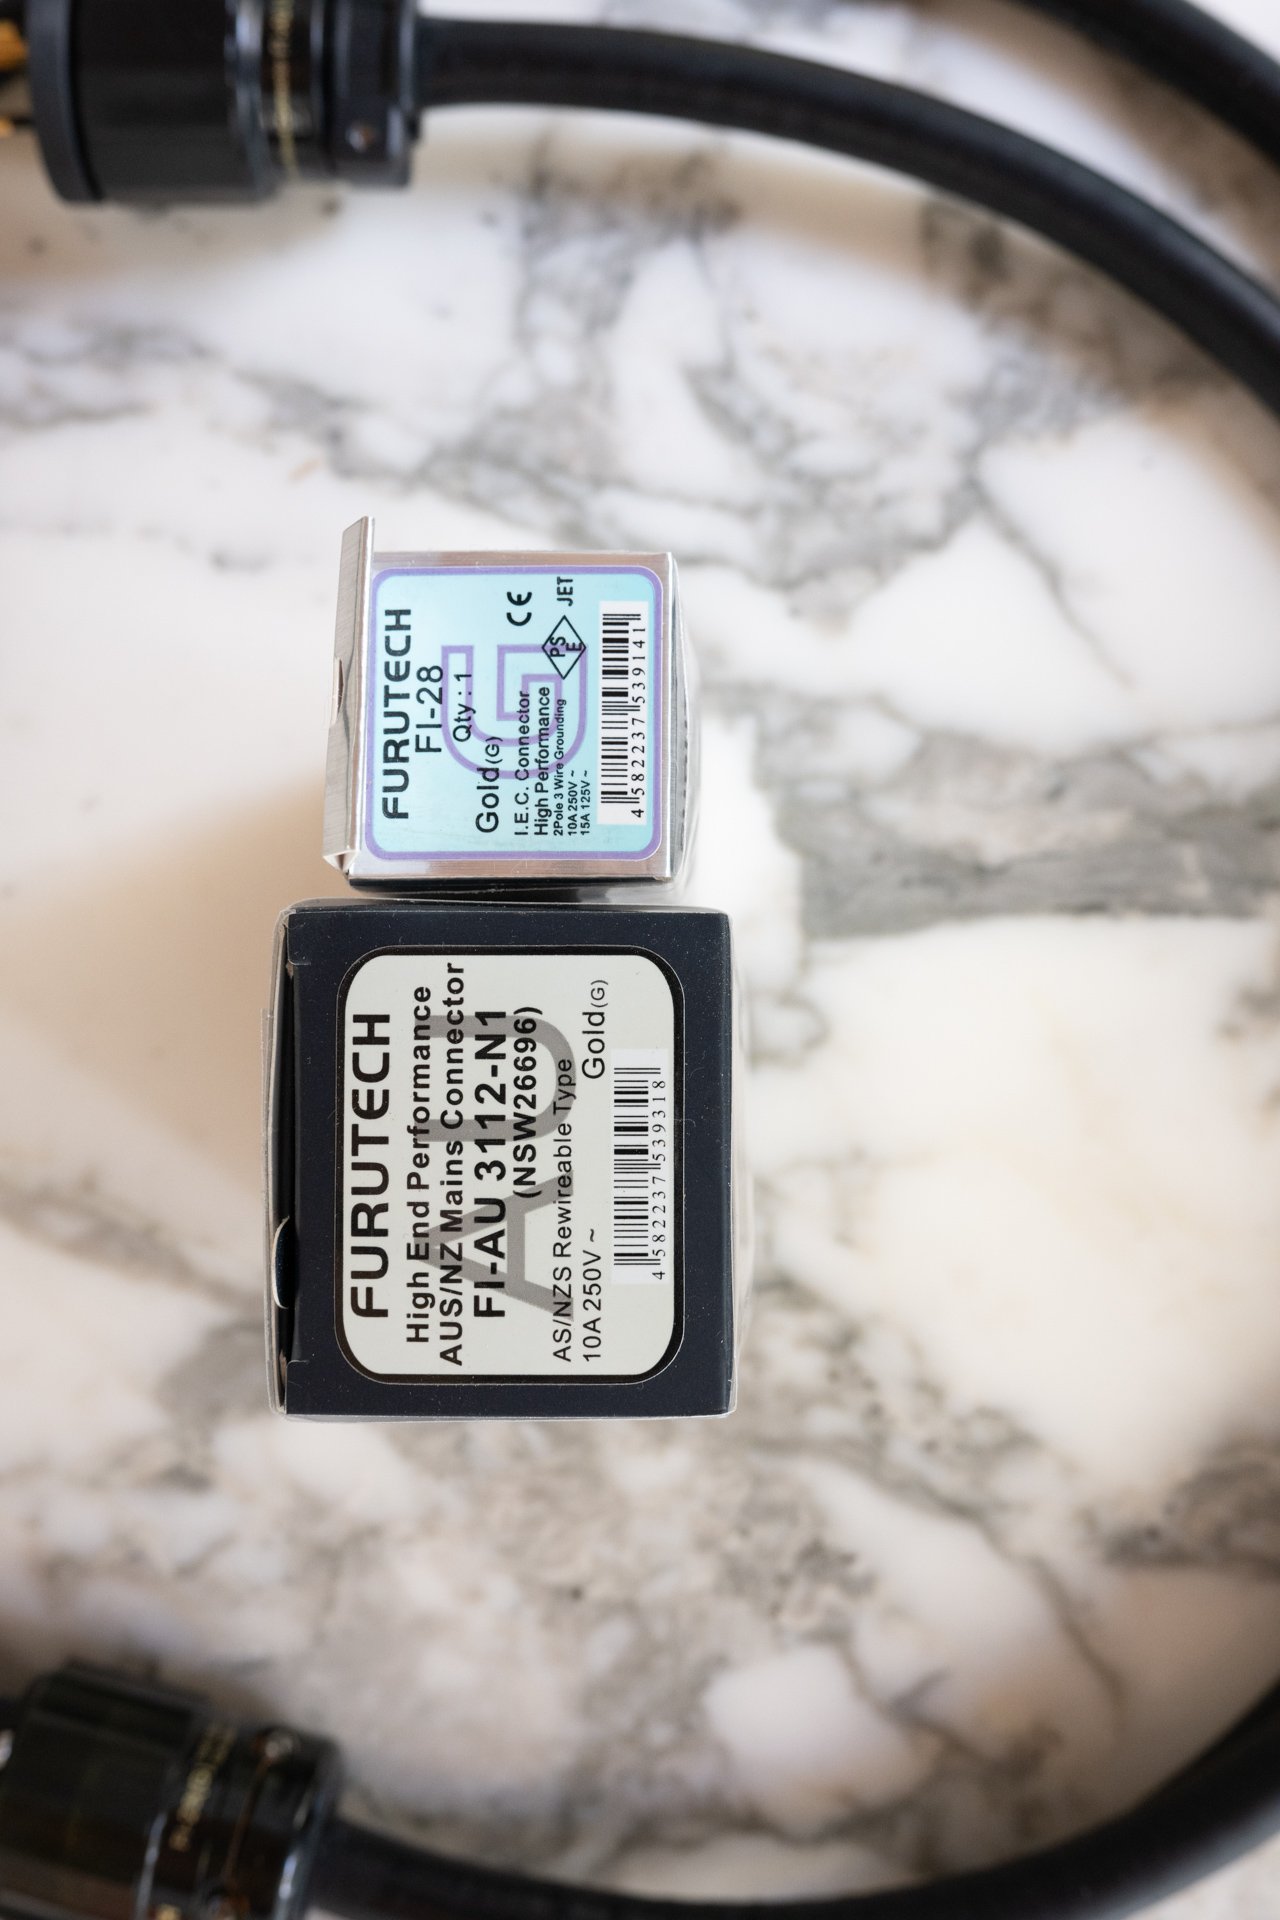 FURUTECH
FI-28
Qty : 1
Gold(G)
I.E.C. Connector
High Performance
2Pole 3 Wire Grounding
10A 250V ~
15A 125V ~
CE
PS
E
JET
4 582237 539141
G
FURUTECH
High End Performance
AUS/NZ Mains Connector
FI-AU 3112-N1
(NSW26696)
AS/NZS Rewireable Type
10A 250V ~
Gold(G)
4 582237 539318
AU